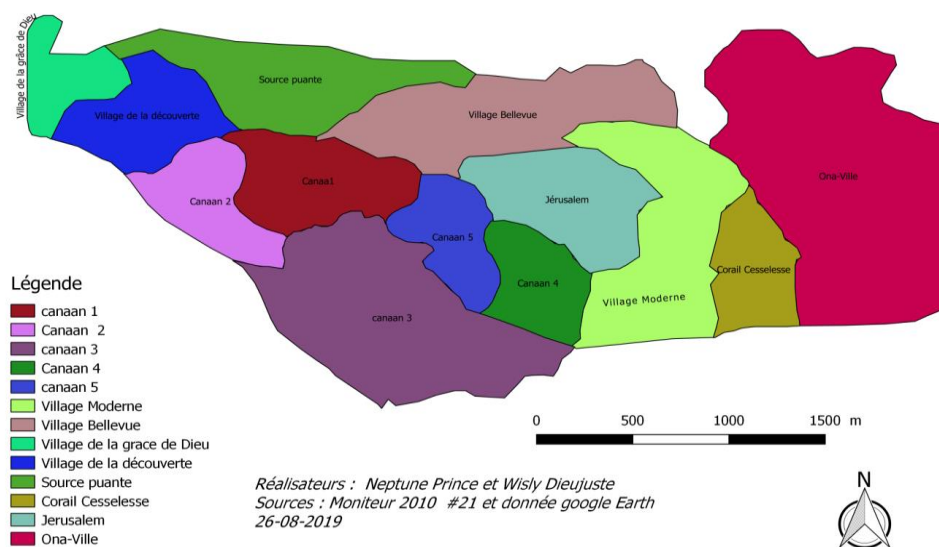 Village de la grâce de Dieu
Source puante
Village de la découverte
Village Bellevue
Canaa1
Ona-Ville
Canaan 2
Jérusalem
Canaan 5
Corail Cesselesse
Canaan 4
Village Moderne
canaan 3
Légende
canaan 1
Canaan 2
canaan 3
Canaan 4
canaan 5
Village Moderne
Village Bellevue
Village de la grace de Dieu
Village de la découverte
Source puante
Corail Cesselesse
Jerusalem
Ona-Ville
0 500 1000 1500 m
Réalisateurs : Neptune Prince et Wisly Dieujuste
Sources : Moniteur 2010 #21 et donnée google Earth
26-08-2019
N